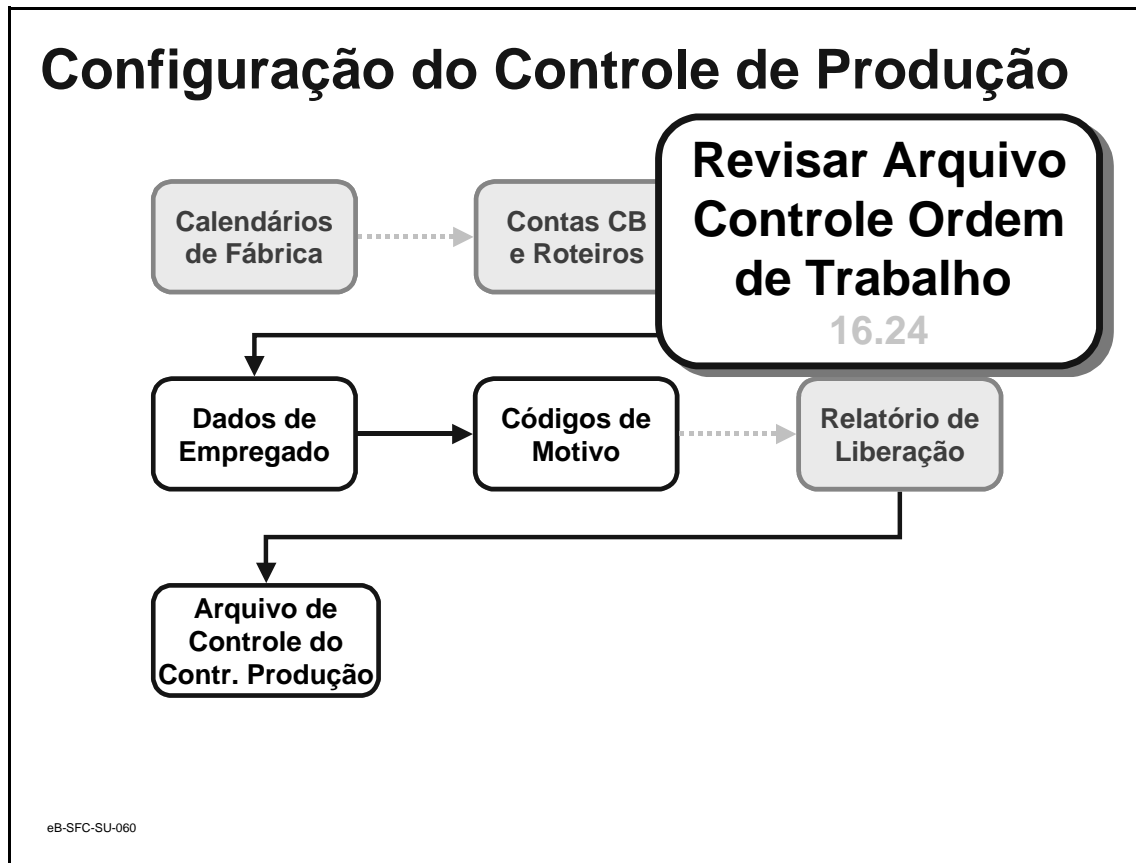 Configuração do Controle de Produção
Calendários
de Fábrica
Contas CB
e Roteiros
Revisar Arquivo
Controle Ordem
de Trabalho
16.24
Dados de
Empregado
Códigos de
Motivo
Relatório de
Liberação
Arquivo de
Controle do
Contr. Produção
eB-SFC-SU-060